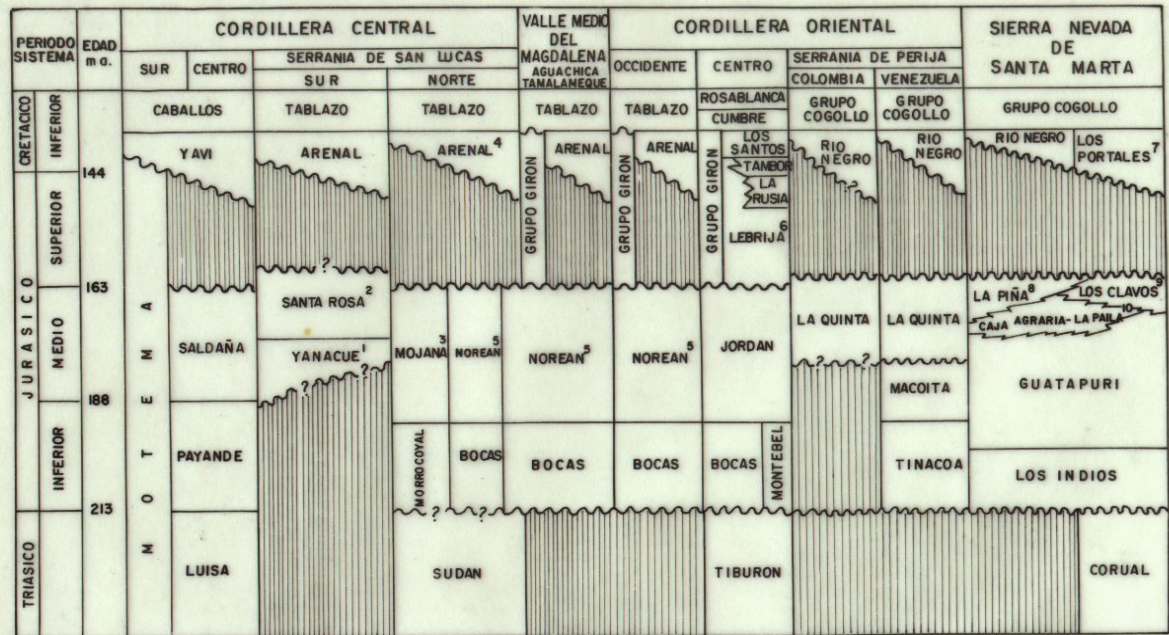 CORDILLERA CENTRAL
VALLE MEDIO
DEL
MAGDALENA
AGUACHICA
TAMALAMEQUE
CORDILLERA ORIENTAL
SIERRA NEVADA
DE
SANTA MARTA
PERIODO
SISTEMA
EDAD
m a.
SUR
CENTRO
SERRANIA DE SAN LUCAS
SUR
NORTE
OCCIDENTE
CENTRO
SERRANIA DE PERIJA
COLOMBIA
VENEZUELA
CRETACICO
INFERIOR
CABALLOS
TABLAZO
TABLAZO
TABLAZO
TABLAZO
ROSABLANCA
CUMBRE
GRUPO
COGOLLO
GRUPO
COGOLLO
GRUPO COGOLLO
YAVI
ARENAL
ARENAL 4
GRUPO GIRON
ARENAL
GRUPO GIRON
ARENAL
GRUPO GIRON
LOS
SANTOS
TAMBOR
LA
RUSIA
LEBRIJA 6
RIO
NEGRO
?
RIO
NEGRO
RIO NEGRO
LOS
PORTALES 7
144
JURASICO
SUPERIOR
?
163
MEDIO
MOTEMA
SALDAÑA
SANTA ROSA 2
YANACUE 1
? ?
MOJANA 3
NOREAN 5
NOREAN 5
NOREAN 5
JORDAN
LA QUINTA
? ?
LA QUINTA
MACOITA
LA PIÑA 8
LOS CLAVOS 9
10
CAJA AGRARIA-LA PAILA
GUATAPURI
188
INFERIOR
PAYANDE
MORROCOYAL
BOCAS
BOCAS
BOCAS
BOCAS
MONTEBEL
TINACOA
LOS INDIOS
213
? ?
TRIASICO
LUISA
SUDAN
TIBURON
CORUAL